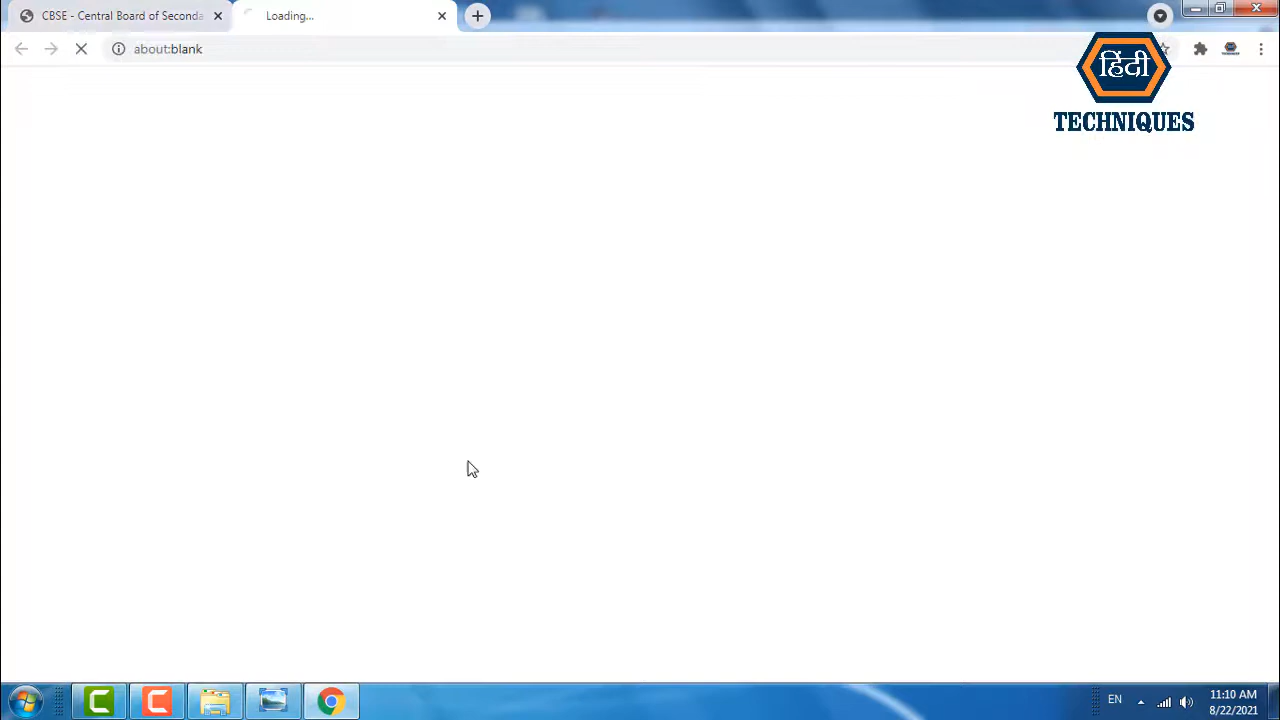 CBSE - Central Board of Seconda
Loading...
about:blank
हिंदी
TECHNIQUES
EN
11:10 AM
8/22/2021